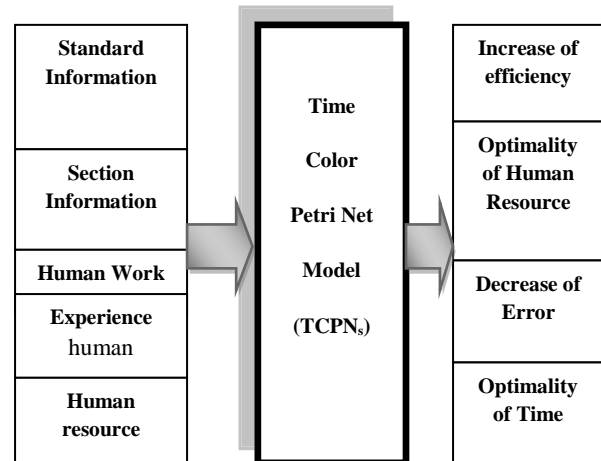 Standard
Information
Section
Information
Human Work
Experience
human
Human
resource
Time
Color
Petri Net
Model
(TCPNs)
Increase of
efficiency
Optimality
of Human
Resource
Decrease of
Error
Optimality
of Time